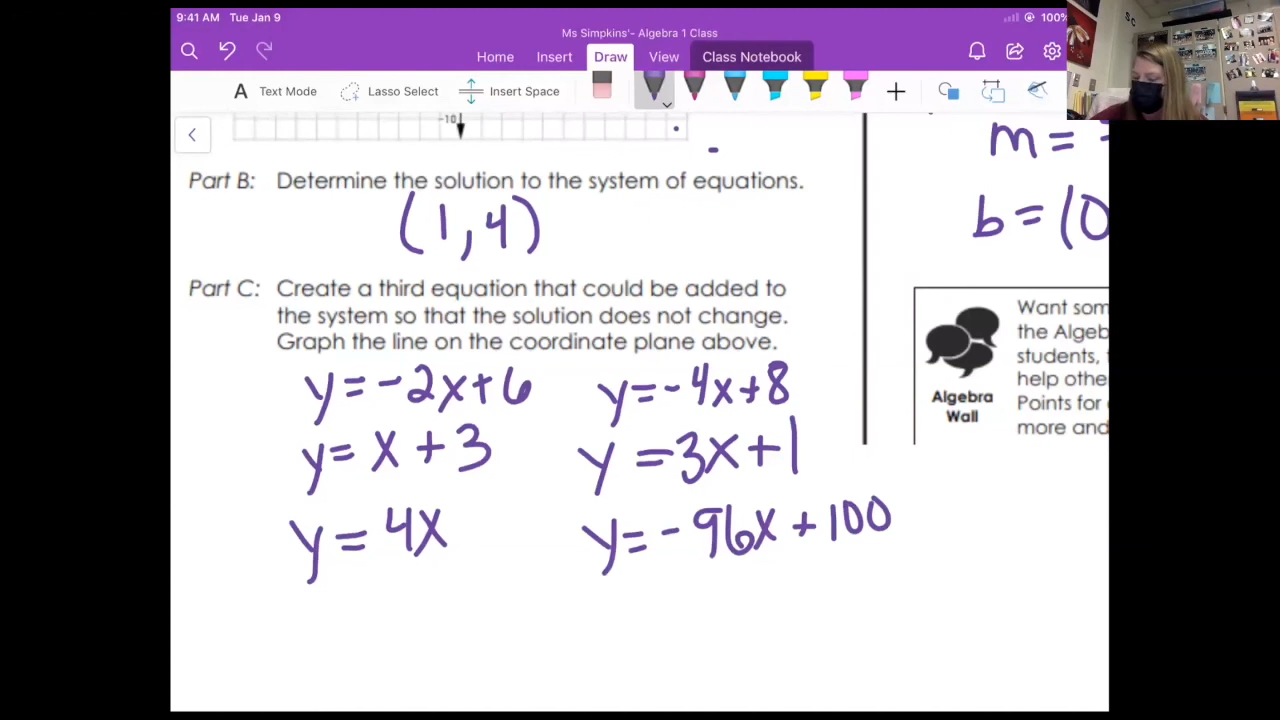 9:41 AM Tue Jan 9
100%
Ms Simpkins'- Algebra 1 Class
Home Insert Draw View Class Notebook
Text Mode Lasso Select Insert Space
SC
-10
Part B: Determine the solution to the system of equations.
(1,4)
Part C: Create a third equation that could be added to
the system so that the solution does not change.
Graph the line on the coordinate plane above.
y=-2x+6 y=-4x+8
y=x+3 y=3x+1
y=4x y=-96x+100
m=
b=(0
Want som
the Algeb
students,
help othe
Points for
more and
Algebra
Wall